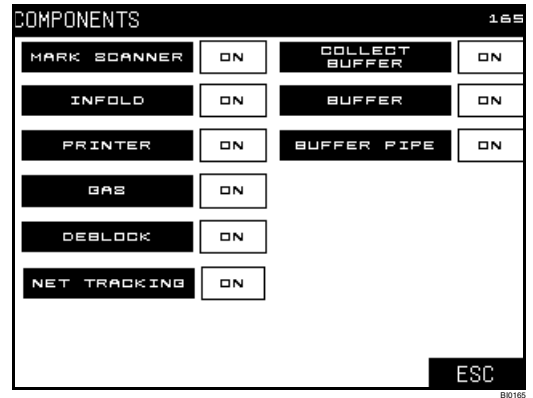 COMPONENTS 165
MARK SCANNER ON COLLECT BUFFER ON
INFOLD ON BUFFER ON
PRINTER ON BUFFER PIPE ON
GAS ON
DEBLOCK ON
NET TRACKING ON
ESC
BI0165